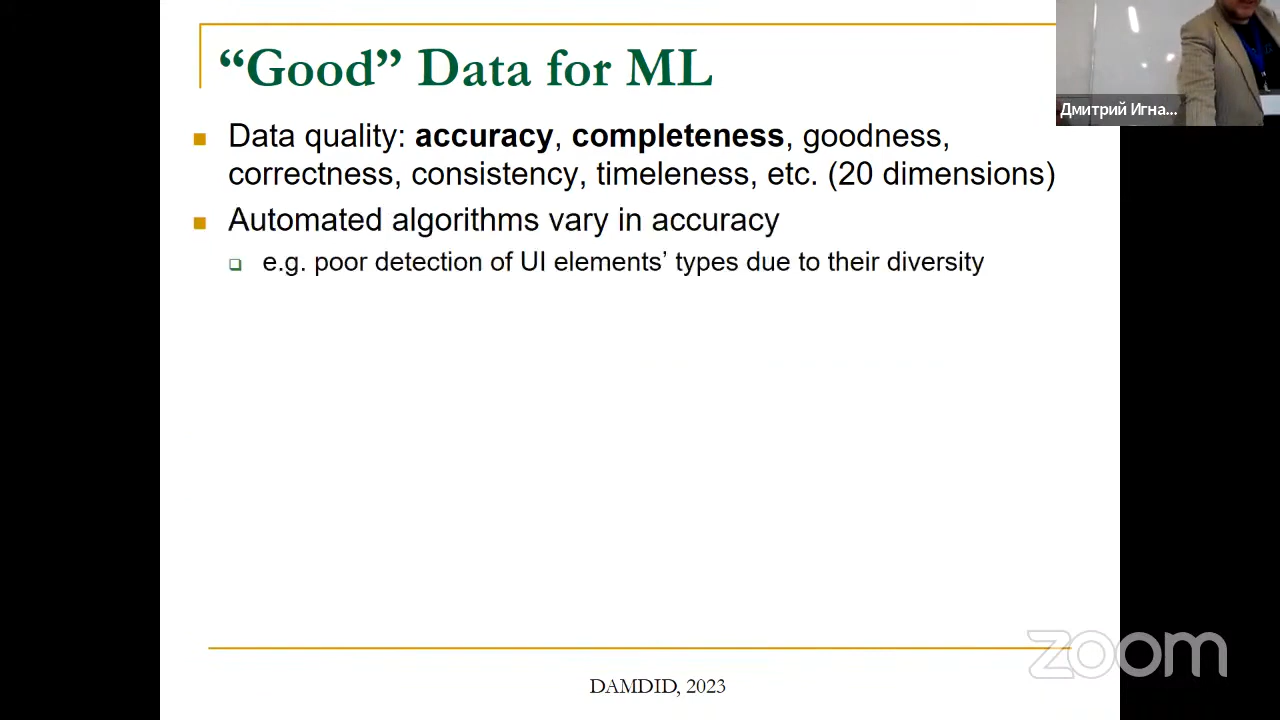 “Good” Data for ML
Дмитрий Игна...
Data quality: accuracy, completeness, goodness,
correctness, consistency, timeleness, etc. (20 dimensions)
Automated algorithms vary in accuracy
e.g. poor detection of UI elements’ types due to their diversity
zoom
DAMDID, 2023